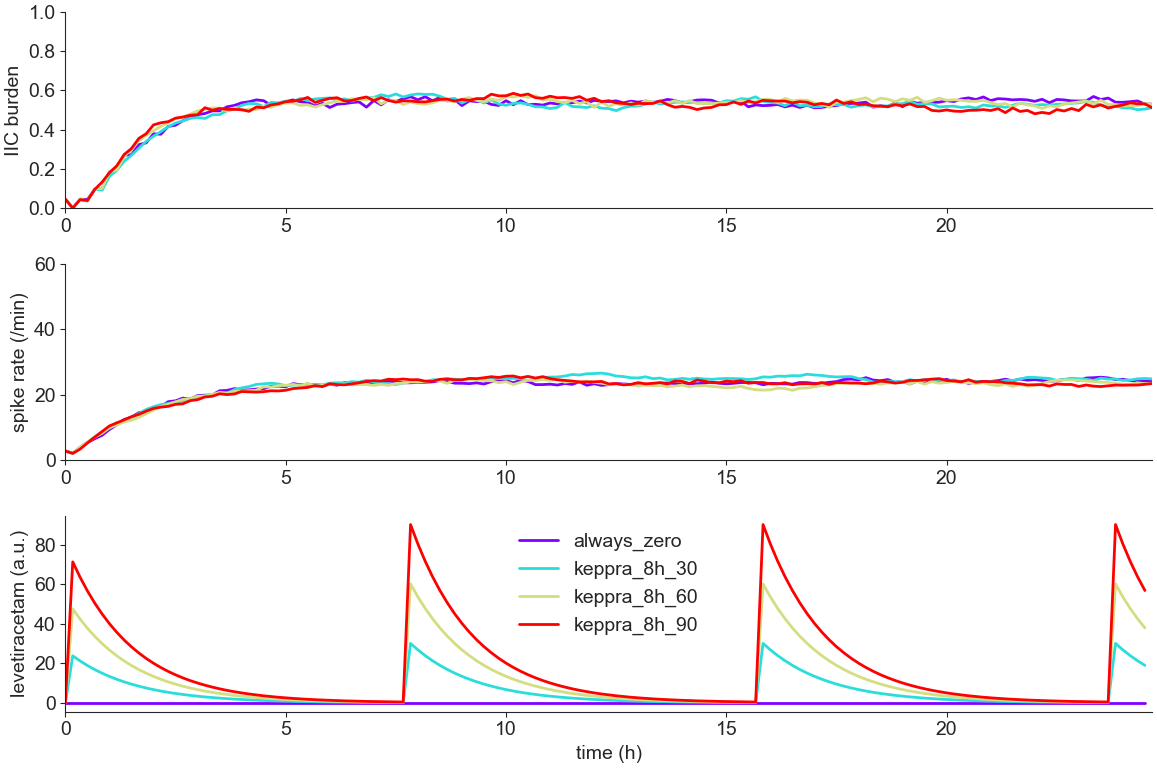 IIC burden
1.0
0.8
0.6
0.4
0.2
0.0
0 5 10 15 20
spike rate (/min)
60
40
20
0
0 5 10 15 20
levetiracetam (a.u.)
80
60
40
20
0
always_zero
keppra_8h_30
keppra_8h_60
keppra_8h_90
0 5 10 15 20
time (h)